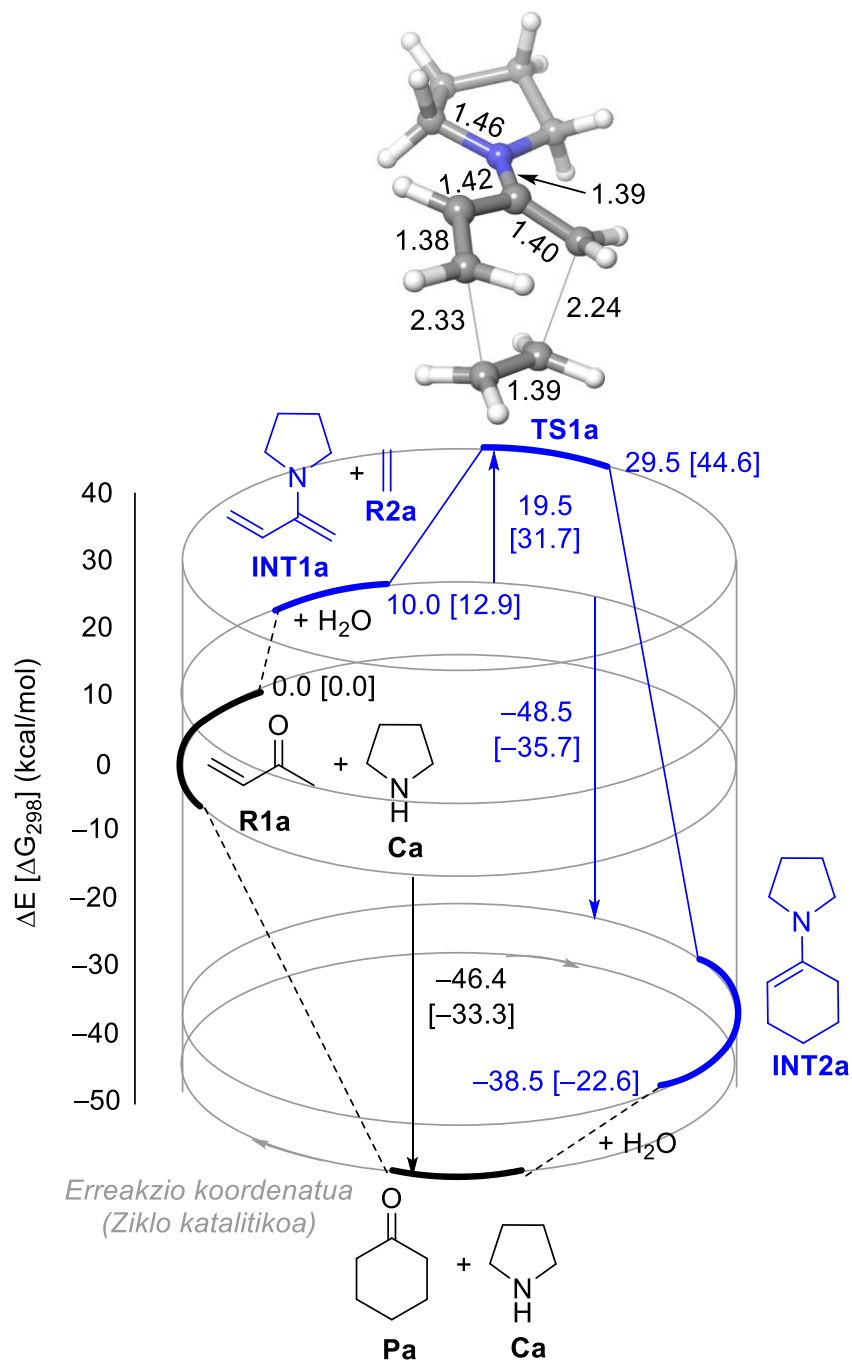 1.46
1.42
1.39
1.38
1.40
2.33
2.24
1.39
TS1a
29.5 [44.6]
N
+
R2a
INT1a
19.5
[31.7]
10.0 [12.9]
+ H2O
0.0 [0.0]
O
+
N
H
R1a
Ca
–48.5
[–35.7]
40
30
20
10
0
–10
–20
–30
–40
–50
ΔE [ΔG298] (kcal/mol)
–46.4
[–33.3]
N
INT2a
–38.5 [–22.6]
+ H2O
Erreakzio koordenatua
(Ziklo katalitikoa)
O
+
N
H
Pa
Ca